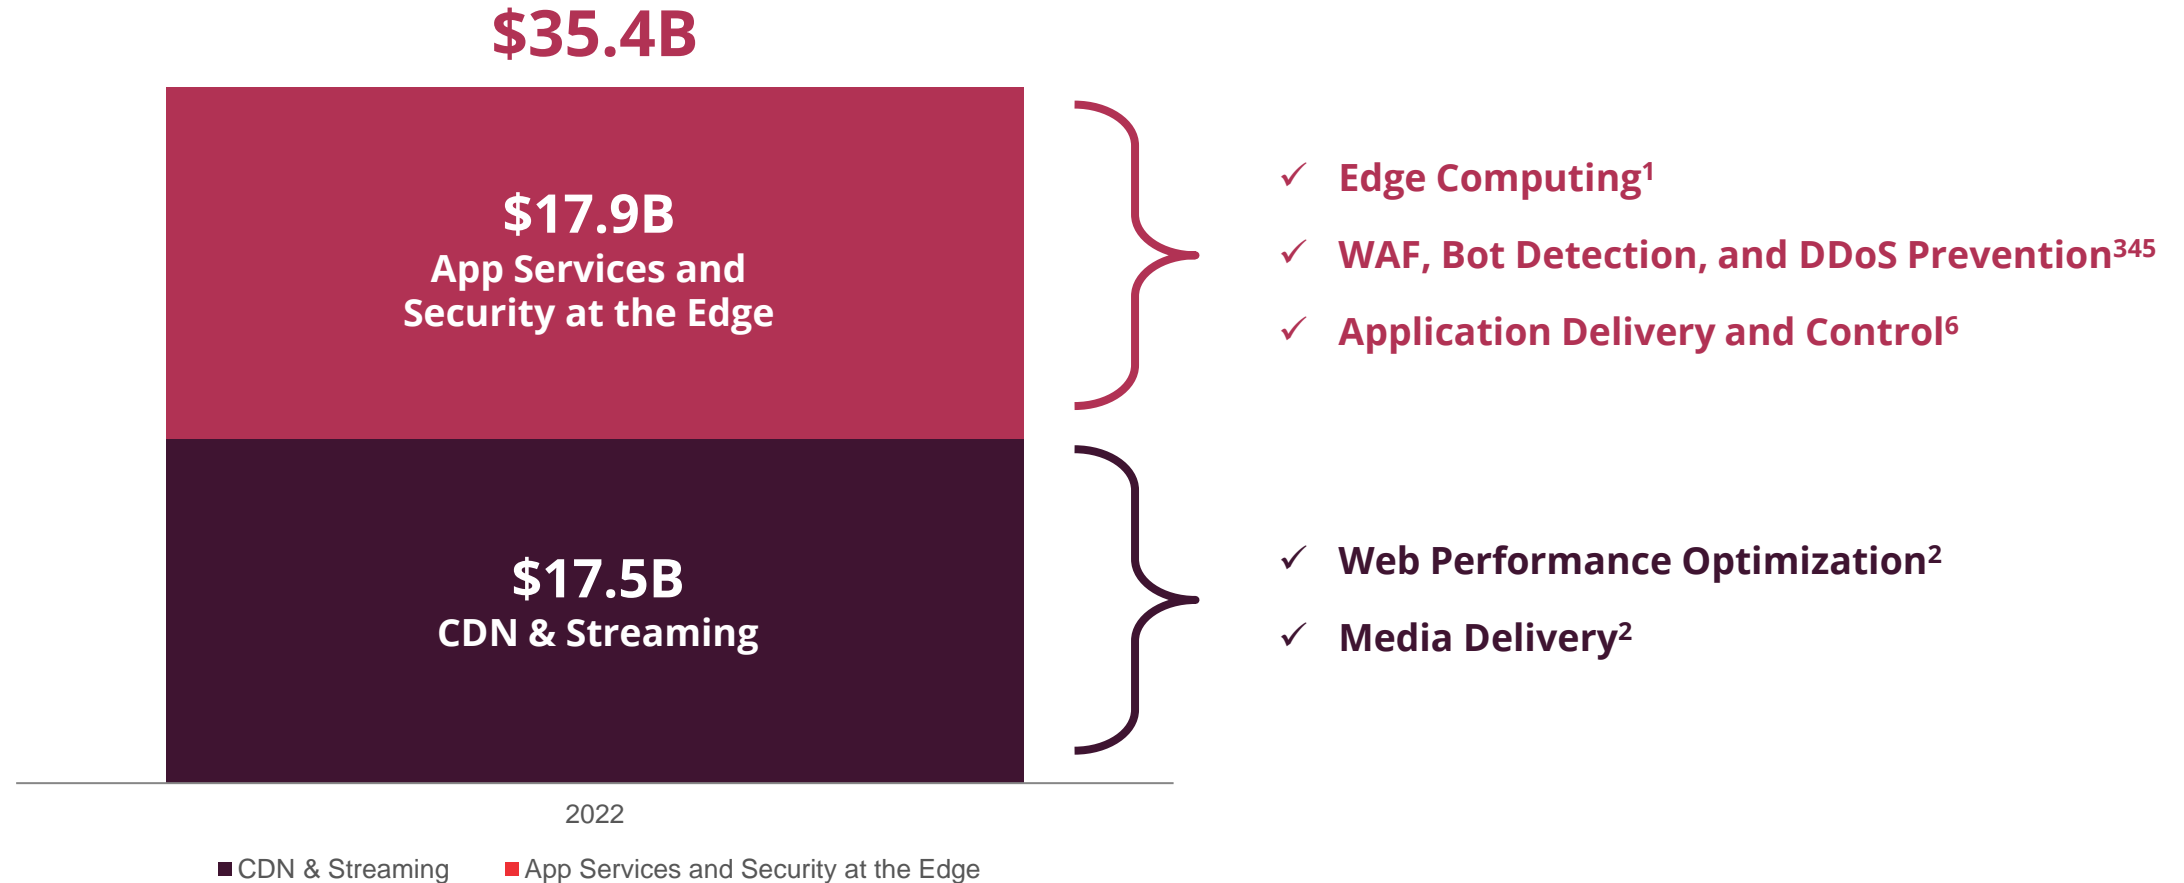 $35.4B
$17.9B
App Services and
Security at the Edge
✓ Edge Computing¹
✓ WAF, Bot Detection, and DDoS Prevention³⁴⁵
✓ Application Delivery and Control⁶
$17.5B
CDN & Streaming
✓ Web Performance Optimization²
✓ Media Delivery²
2022
CDN & Streaming
App Services and Security at the Edge